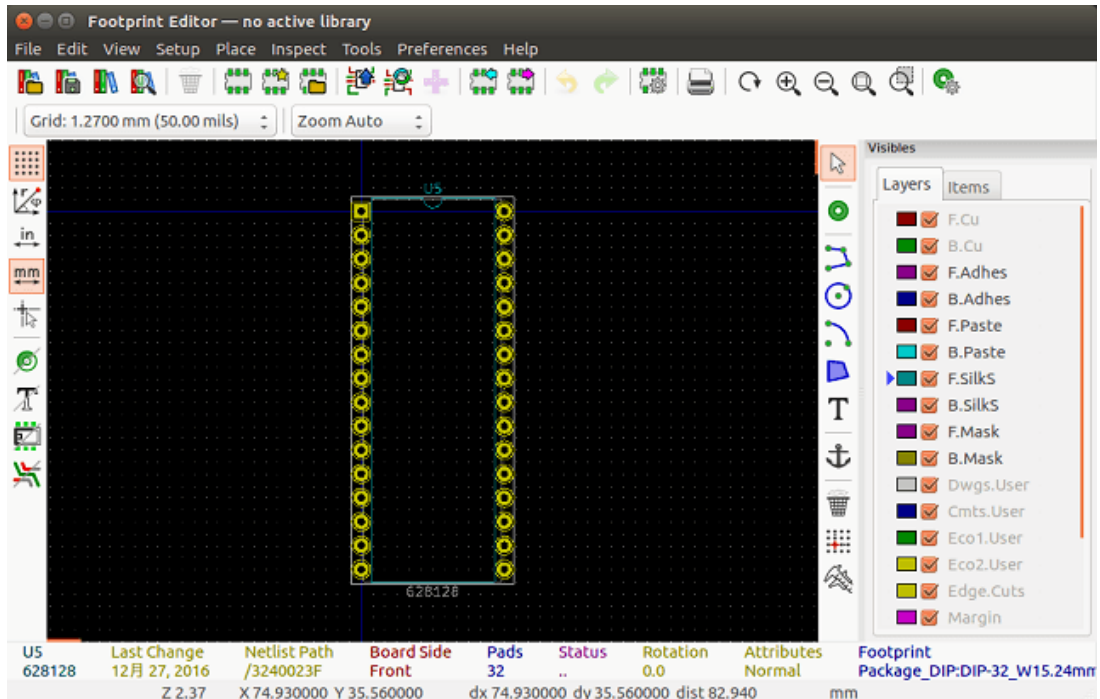 Footprint Editor — no active library
File Edit View Setup Place Inspect Tools Preferences Help
Grid: 1.2700 mm (50.00 mils) Zoom Auto
Visibles
Layers Items
in
mm
U5
T
F.Cu
B.Cu
F.Adhes
B.Adhes
F.Paste
B.Paste
F.SilkS
B.SilkS
F.Mask
B.Mask
Dwgs.User
Cmts.User
Eco1.User
Eco2.User
Edge.Cuts
Margin
628128
U5 Last Change Netlist Path Board Side Pads Status Rotation Attributes Footprint
628128 12月 27, 2016 /3240023F Front 32 .. 0.0 Normal Package_DIP:DIP-32_W15.24mm
Z 2.37 X 74.930000 Y 35.560000 dx 74.930000 dy 35.560000 dist 82.940 mm